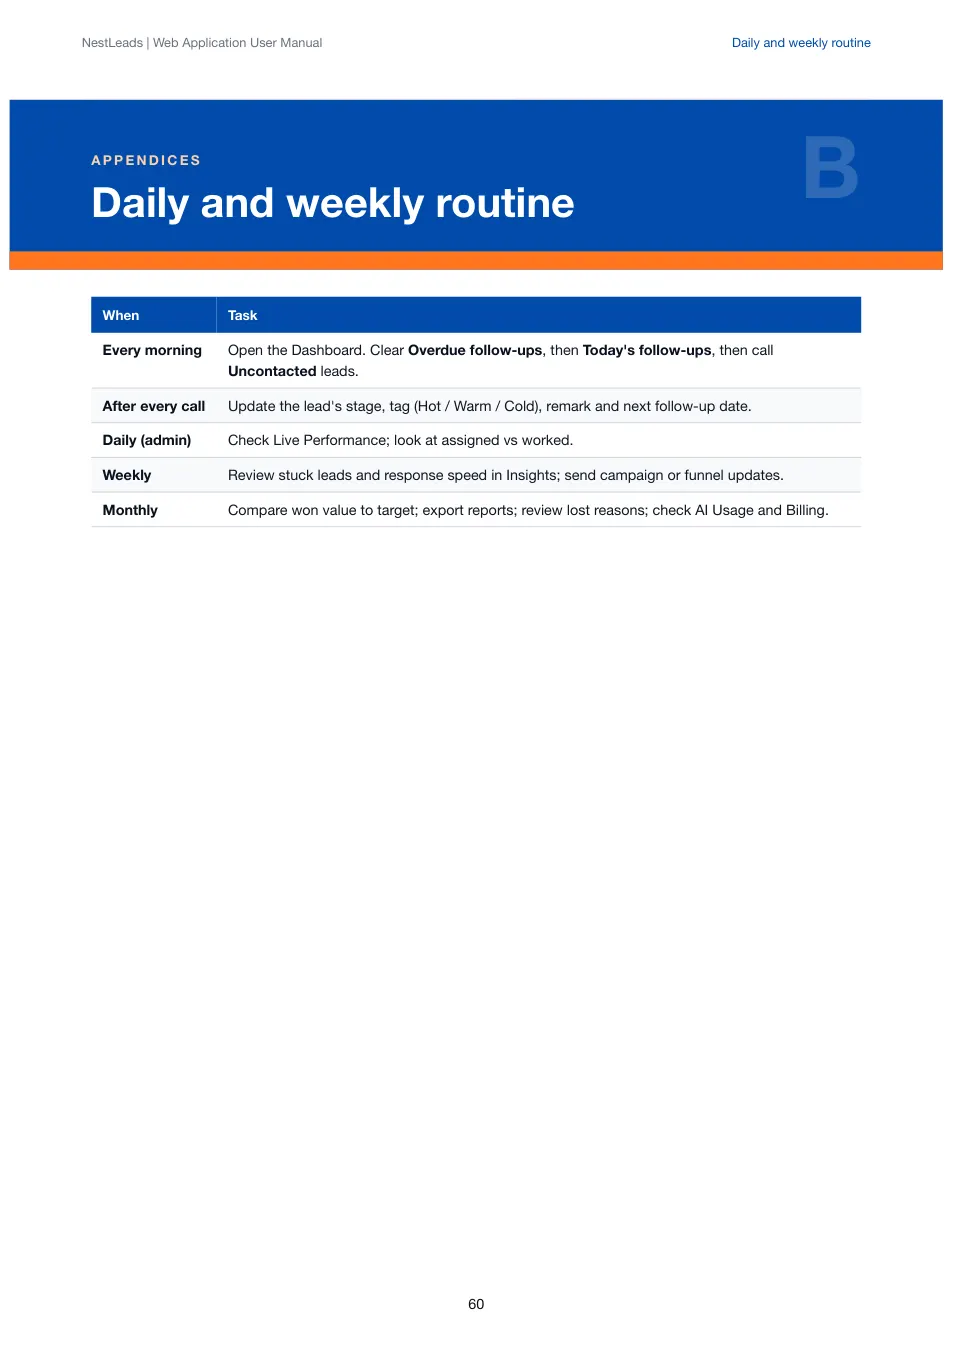 NestLeads | Web Application User Manual
Daily and weekly routine
APPENDICES
B
Daily and weekly routine
When Task
Every morning Open the Dashboard. Clear Overdue follow-ups, then Today's follow-ups, then call
Uncontacted leads.
After every call Update the lead's stage, tag (Hot / Warm / Cold), remark and next follow-up date.
Daily (admin) Check Live Performance; look at assigned vs worked.
Weekly Review stuck leads and response speed in Insights; send campaign or funnel updates.
Monthly Compare won value to target; export reports; review lost reasons; check AI Usage and Billing.
60